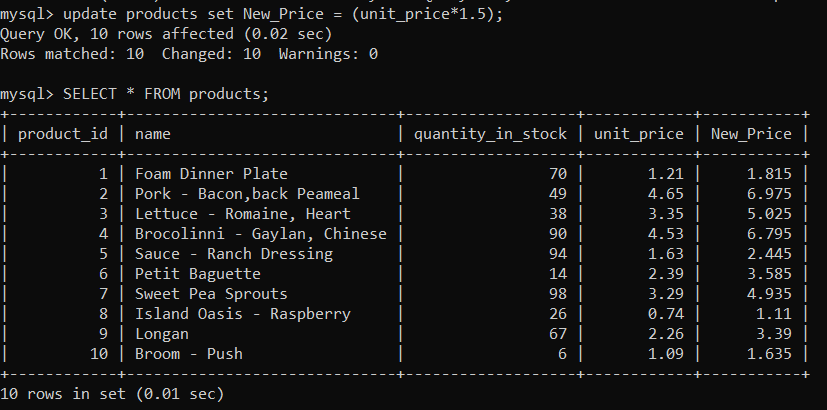 mysql> update products set New_Price = (unit_price*1.5);
Query OK, 10 rows affected (0.02 sec)
Rows matched: 10  Changed: 10  Warnings: 0
mysql> SELECT * FROM products;
+------------+------------------------------+-------------------+------------+-----------+
| product_id | name                         | quantity_in_stock | unit_price | New_Price |
+------------+------------------------------+-------------------+------------+-----------+
|          1 | Foam Dinner Plate            |                70 |       1.21 |     1.815 |
|          2 | Pork - Bacon,back Peameal    |                49 |       4.65 |     6.975 |
|          3 | Lettuce - Romaine, Heart     |                38 |       3.35 |     5.025 |
|          4 | Brocolinni - Gaylan, Chinese |                90 |       4.53 |     6.795 |
|          5 | Sauce - Ranch Dressing       |                94 |       1.63 |     2.445 |
|          6 | Petit Baguette               |                14 |       2.39 |     3.585 |
|          7 | Sweet Pea Sprouts            |                98 |       3.29 |     4.935 |
|          8 | Island Oasis - Raspberry     |                26 |       0.74 |      1.11 |
|          9 | Longan                       |                67 |       2.26 |      3.39 |
|         10 | Broom - Push                 |                 6 |       1.09 |     1.635 |
+------------+------------------------------+-------------------+------------+-----------+
10 rows in set (0.01 sec)